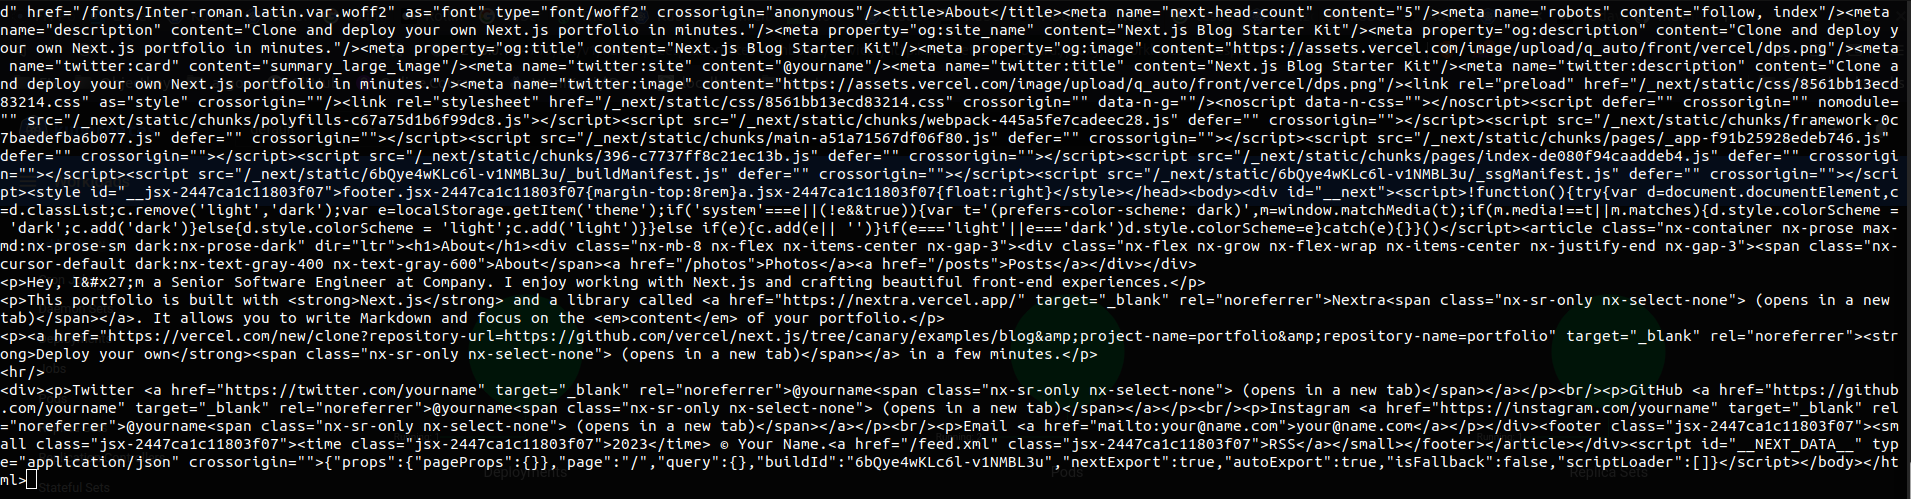 d" href="/fonts/Inter-roman.latin.var.woff2" as="font" type="font/woff2" crossorigin="anonymous"/><title>About</title><meta name="next-head-count" content="5"/><meta name="robots" content="follow, index"/><meta
name="description" content="Clone and deploy your own Next.js portfolio in minutes."/><meta property="og:site_name" content="Next.js Blog Starter Kit"/><meta property="og:description" content="Clone and deploy y
our own Next.js portfolio in minutes."/><meta property="og:title" content="Next.js Blog Starter Kit"/><meta property="og:image" content="https://assets.vercel.com/image/upload/q_auto/front/vercel/dps.png"/><meta
 name="twitter:card" content="summary_large_image"/><meta name="twitter:site" content="@yourname"/><meta name="twitter:title" content="Next.js Blog Starter Kit"/><meta name="twitter:description" content="Clone a
nd deploy your own Next.js portfolio in minutes."/><meta name="twitter:image" content="https://assets.vercel.com/image/upload/q_auto/front/vercel/dps.png"/><link rel="preload" href="/_next/static/css/8561bb13ecd
83214.css" as="style" crossorigin=""/><link rel="stylesheet" href="/_next/static/css/8561bb13ecd83214.css" crossorigin="" data-n-g=""/><noscript data-n-css=""></noscript><script defer="" crossorigin="" nomodule=
"" src="/_next/static/chunks/polyfills-c67a75d1b6f99dc8.js"></script><script src="/_next/static/chunks/webpack-445a5fe7cadeec28.js" defer="" crossorigin=""></script><script src="/_next/static/chunks/framework-0c
7baedefba6b077.js" defer="" crossorigin=""></script><script src="/_next/static/chunks/main-a51a71567df06f80.js" defer="" crossorigin=""></script><script src="/_next/static/chunks/pages/_app-f91b25928edeb746.js"
defer="" crossorigin=""></script><script src="/_next/static/chunks/396-c7737ff8c21ec13b.js" defer="" crossorigin=""></script><script src="/_next/static/chunks/pages/index-de080f94caaddeb4.js" defer="" crossorigi
n=""></script><script src="/_next/static/6bQye4wKLc6l-v1NMBL3u/_buildManifest.js" defer="" crossorigin=""></script><script src="/_next/static/6bQye4wKLc6l-v1NMBL3u/_ssgManifest.js" defer="" crossorigin=""></scri
pt><style id="__jsx-2447ca1c11803f07">footer.jsx-2447ca1c11803f07{margin-top:8rem}a.jsx-2447ca1c11803f07{float:right}</style></head><body><div id="__next"><script>!function(){try{var d=document.documentElement,c
=d.classList;c.remove('light','dark');var e=localStorage.getItem('theme');if('system'===e||(!e&&true)){var t='(prefers-color-scheme: dark)',m=window.matchMedia(t);if(m.media!==t||m.matches){d.style.colorScheme =
 'dark';c.add('dark')}else{d.style.colorScheme = 'light';c.add('light')}}else if(e){c.add(e|| '')}if(e==='light'||e==='dark')d.style.colorScheme=e}catch(e){}}()</script><article class="nx-container nx-prose max-
md:nx-prose-sm dark:nx-prose-dark" dir="ltr"><h1>About</h1><div class="nx-mb-8 nx-flex nx-items-center nx-gap-3"><div class="nx-flex nx-grow nx-flex-wrap nx-items-center nx-justify-end nx-gap-3"><span class="nx-
cursor-default dark:nx-text-gray-400 nx-text-gray-600">About</span><a href="/photos">Photos</a><a href="/posts">Posts</a></div></div>
<p>Hey, I&#x27;m a Senior Software Engineer at Company. I enjoy working with Next.js and crafting beautiful front-end experiences.</p>
<p>This portfolio is built with <strong>Next.js</strong> and a library called <a href="https://nextra.vercel.app/" target="_blank" rel="noreferrer">Nextra<span class="nx-sr-only nx-select-none"> (opens in a new
tab)</span></a>. It allows you to write Markdown and focus on the <em>content</em> of your portfolio.</p>
<p><a href="https://vercel.com/new/clone?repository-url=https://github.com/vercel/next.js/tree/canary/examples/blog&amp;project-name=portfolio&amp;repository-name=portfolio" target="_blank" rel="noreferrer"><str
ong>Deploy your own</strong><span class="nx-sr-only nx-select-none"> (opens in a new tab)</span></a> in a few minutes.</p>
<hr/>
<div><p>Twitter <a href="https://twitter.com/yourname" target="_blank" rel="noreferrer">@yourname<span class="nx-sr-only nx-select-none"> (opens in a new tab)</span></a></p><br/><p>GitHub <a href="https://github
.com/yourname" target="_blank" rel="noreferrer">@yourname<span class="nx-sr-only nx-select-none"> (opens in a new tab)</span></a></p><br/><p>Instagram <a href="https://instagram.com/yourname" target="_blank" rel
="noreferrer">@yourname<span class="nx-sr-only nx-select-none"> (opens in a new tab)</span></a></p><br/><p>Email <a href="mailto:your@name.com">your@name.com</a></p></div><footer class="jsx-2447ca1c11803f07"><sm
all class="jsx-2447ca1c11803f07"><time class="jsx-2447ca1c11803f07">2023</time> © Your Name.<a href="/feed.xml" class="jsx-2447ca1c11803f07">RSS</a></small></footer></article></div><script id="__NEXT_DATA__" typ
e="application/json" crossorigin="">{"props":{"pageProps":{}},"page":"/","query":{},"buildId":"6bQye4wKLc6l-v1NMBL3u","nextExport":true,"autoExport":true,"isFallback":false,"scriptLoader":[]}</script></body></ht
ml>
Deployments
Pods
Replica Sets
Stateful Sets